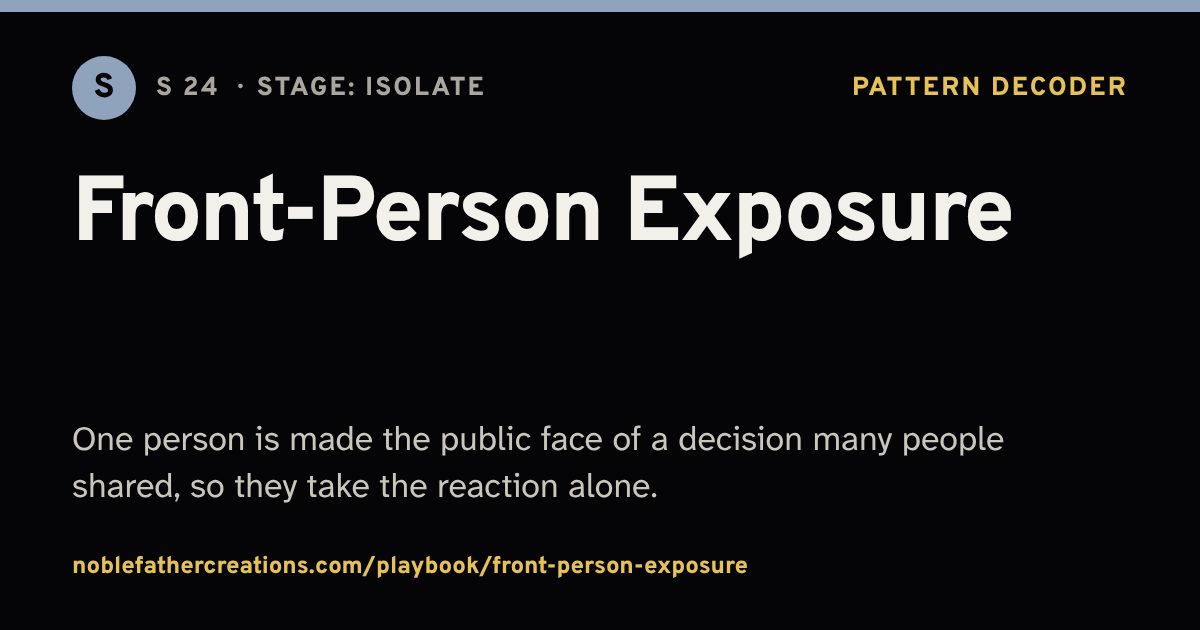 S
S 24 · STAGE: ISOLATE
PATTERN DECODER
Front-Person Exposure
One person is made the public face of a decision many people
shared, so they take the reaction alone.
noblefathercreations.com/playbook/front-person-exposure